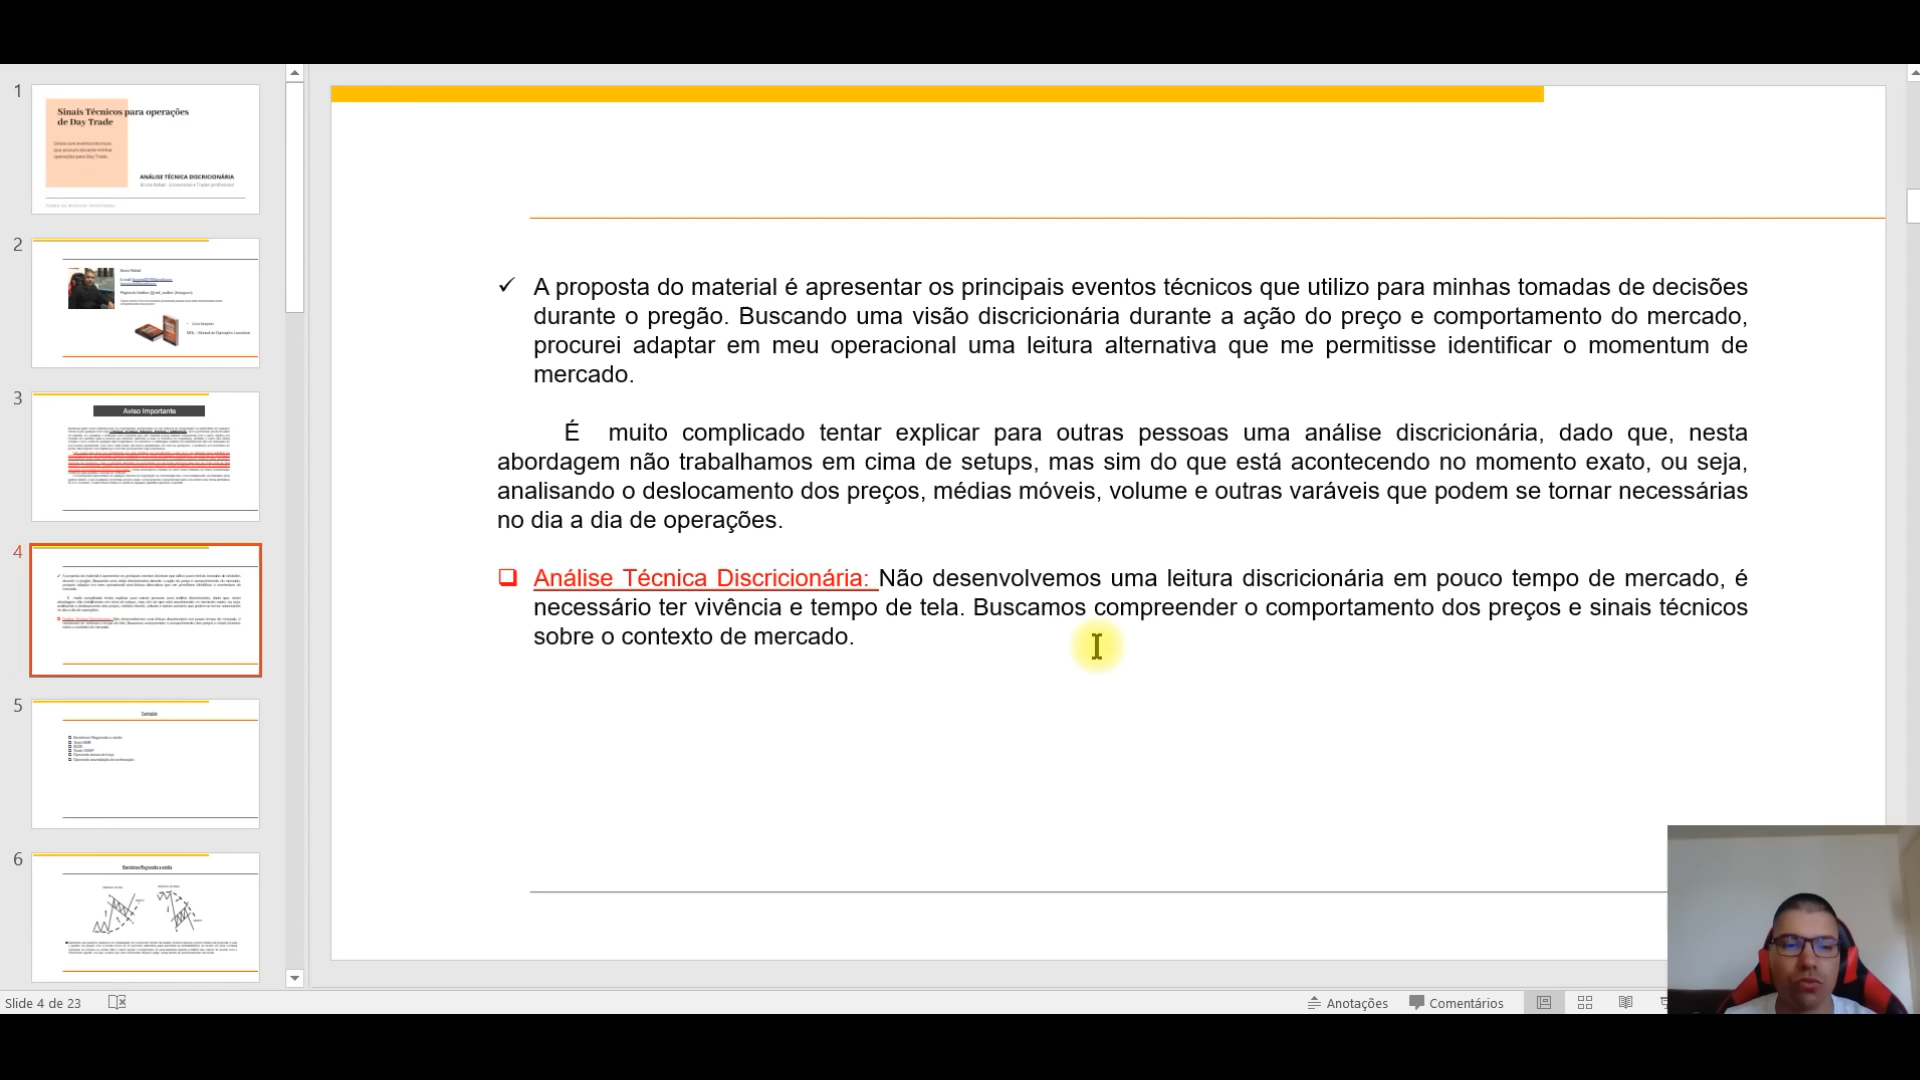 1
Sinais Técnicos para operações
de Day Trade
ANÁLISE TÉCNICA DISCRICIONÁRIA
2
3
Aviso Importante
4
5
6
A proposta do material é apresentar os principais eventos técnicos que utilizo para minhas tomadas de decisões
durante o pregão. Buscando uma visão discricionária durante a ação do preço e comportamento do mercado,
procurei adaptar em meu operacional uma leitura alternativa que me permitisse identificar o momentum de
mercado.
É muito complicado tentar explicar para outras pessoas uma análise discricionária, dado que, nesta
abordagem não trabalhamos em cima de setups, mas sim do que está acontecendo no momento exato, ou seja,
analisando o deslocamento dos preços, médias móveis, volume e outras varáveis que podem se tornar necessárias
no dia a dia de operações.
Análise Técnica Discricionária: Não desenvolvemos uma leitura discricionária em pouco tempo de mercado, é
necessário ter vivência e tempo de tela. Buscamos compreender o comportamento dos preços e sinais técnicos
sobre o contexto de mercado.
Slide 4 de 23
Anotações
Comentários